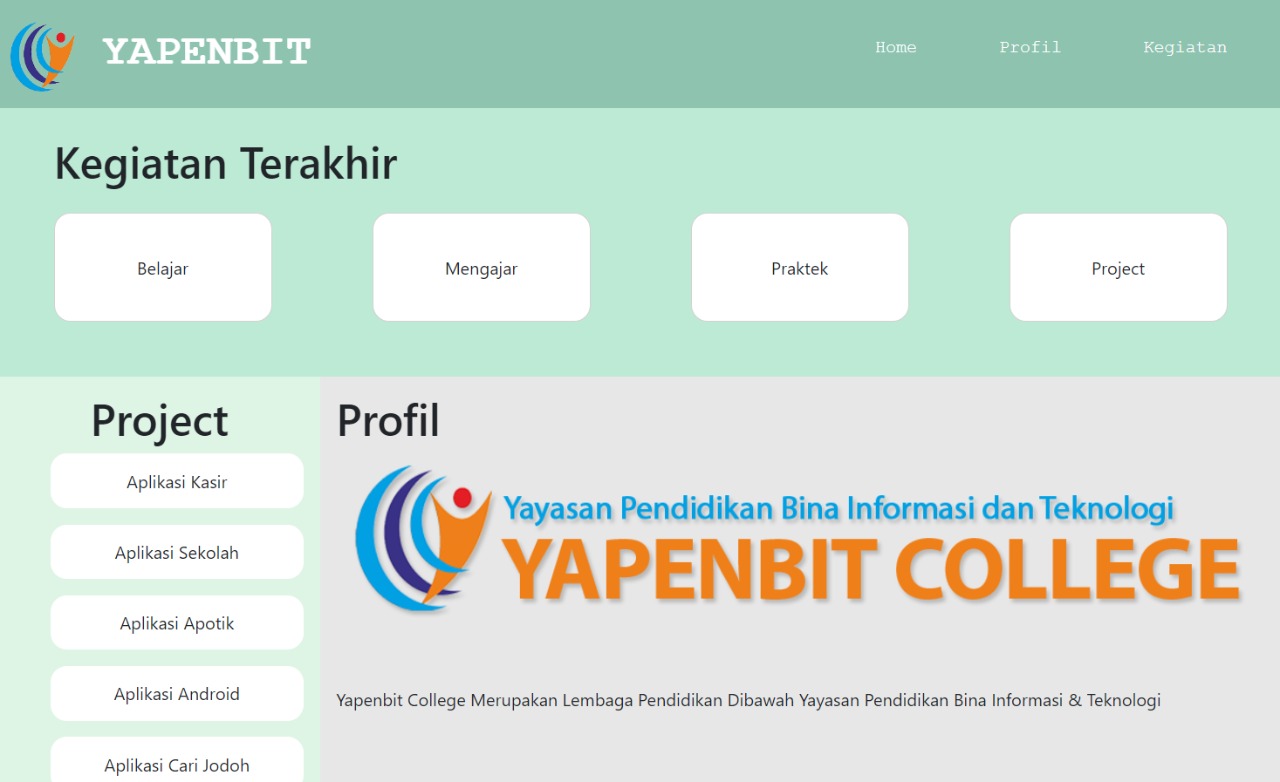 YAPENBIT
Home Profil Kegiatan
Kegiatan Terakhir
Belajar
Mengajar
Praktek
Project
Project
Aplikasi Kasir
Aplikasi Sekolah
Aplikasi Apotik
Aplikasi Android
Aplikasi Cari Jodoh
Profil
Yayasan Pendidikan Bina Informasi dan Teknologi
YAPENBIT COLLEGE
Yapenbit College Merupakan Lembaga Pendidikan Dibawah Yayasan Pendidikan Bina Informasi & Teknologi